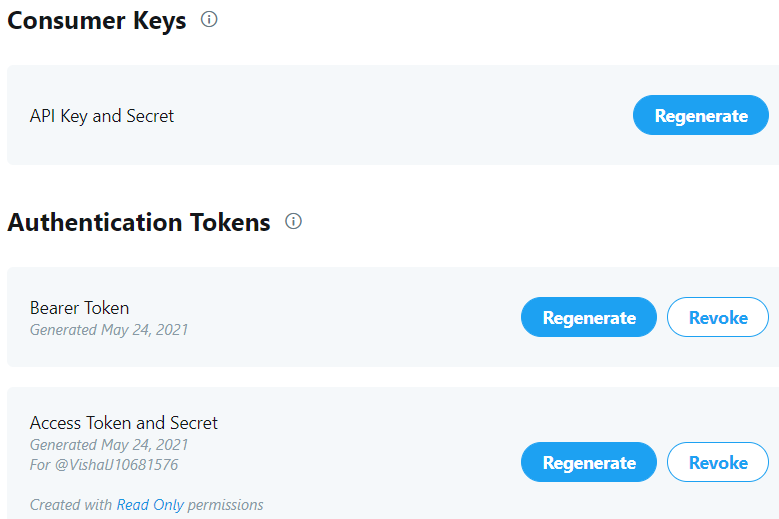 Consumer Keys
API Key and Secret
Regenerate
Authentication Tokens
Bearer Token
Generated May 24, 2021
Regenerate
Revoke
Access Token and Secret
Generated May 24, 2021
For @VishalJ10681576
Regenerate
Revoke
Created with Read Only permissions